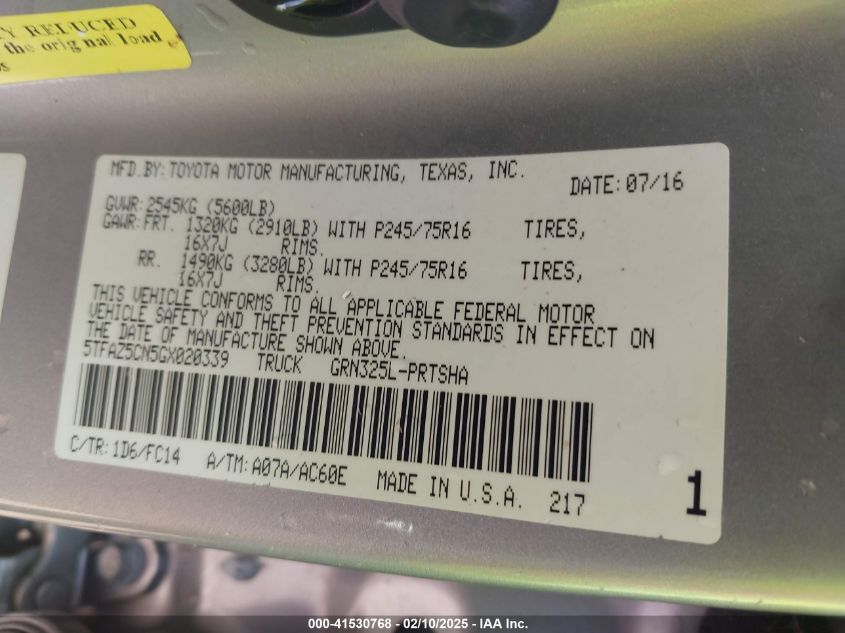 RELUCED
the original load
MFD.BY: TOYOTA MOTOR MANUFACTURING, TEXAS, INC. DATE: 07/16
GVWR: 2545KG (5600LB)
GAWR: FRT. 1320KG (2910LB) WITH P245/75R16 TIRES,
16X7J RIMS.
RR. 1490KG (3280LB) WITH P245/75R16 TIRES,
16X7J RIMS.
THIS VEHICLE CONFORMS TO ALL APPLICABLE FEDERAL MOTOR
VEHICLE SAFETY AND THEFT PREVENTION STANDARDS IN EFFECT ON
THE DATE OF MANUFACTURE SHOWN ABOVE.
5TFAZ5CN5GX020339 TRUCK GRN325L-PRTSHA
C/TR: 1D6/FC14 A/TM: A07A/AC60E MADE IN U.S.A. 217 1
000-41530768 - 02/10/2025 - IAA Inc.